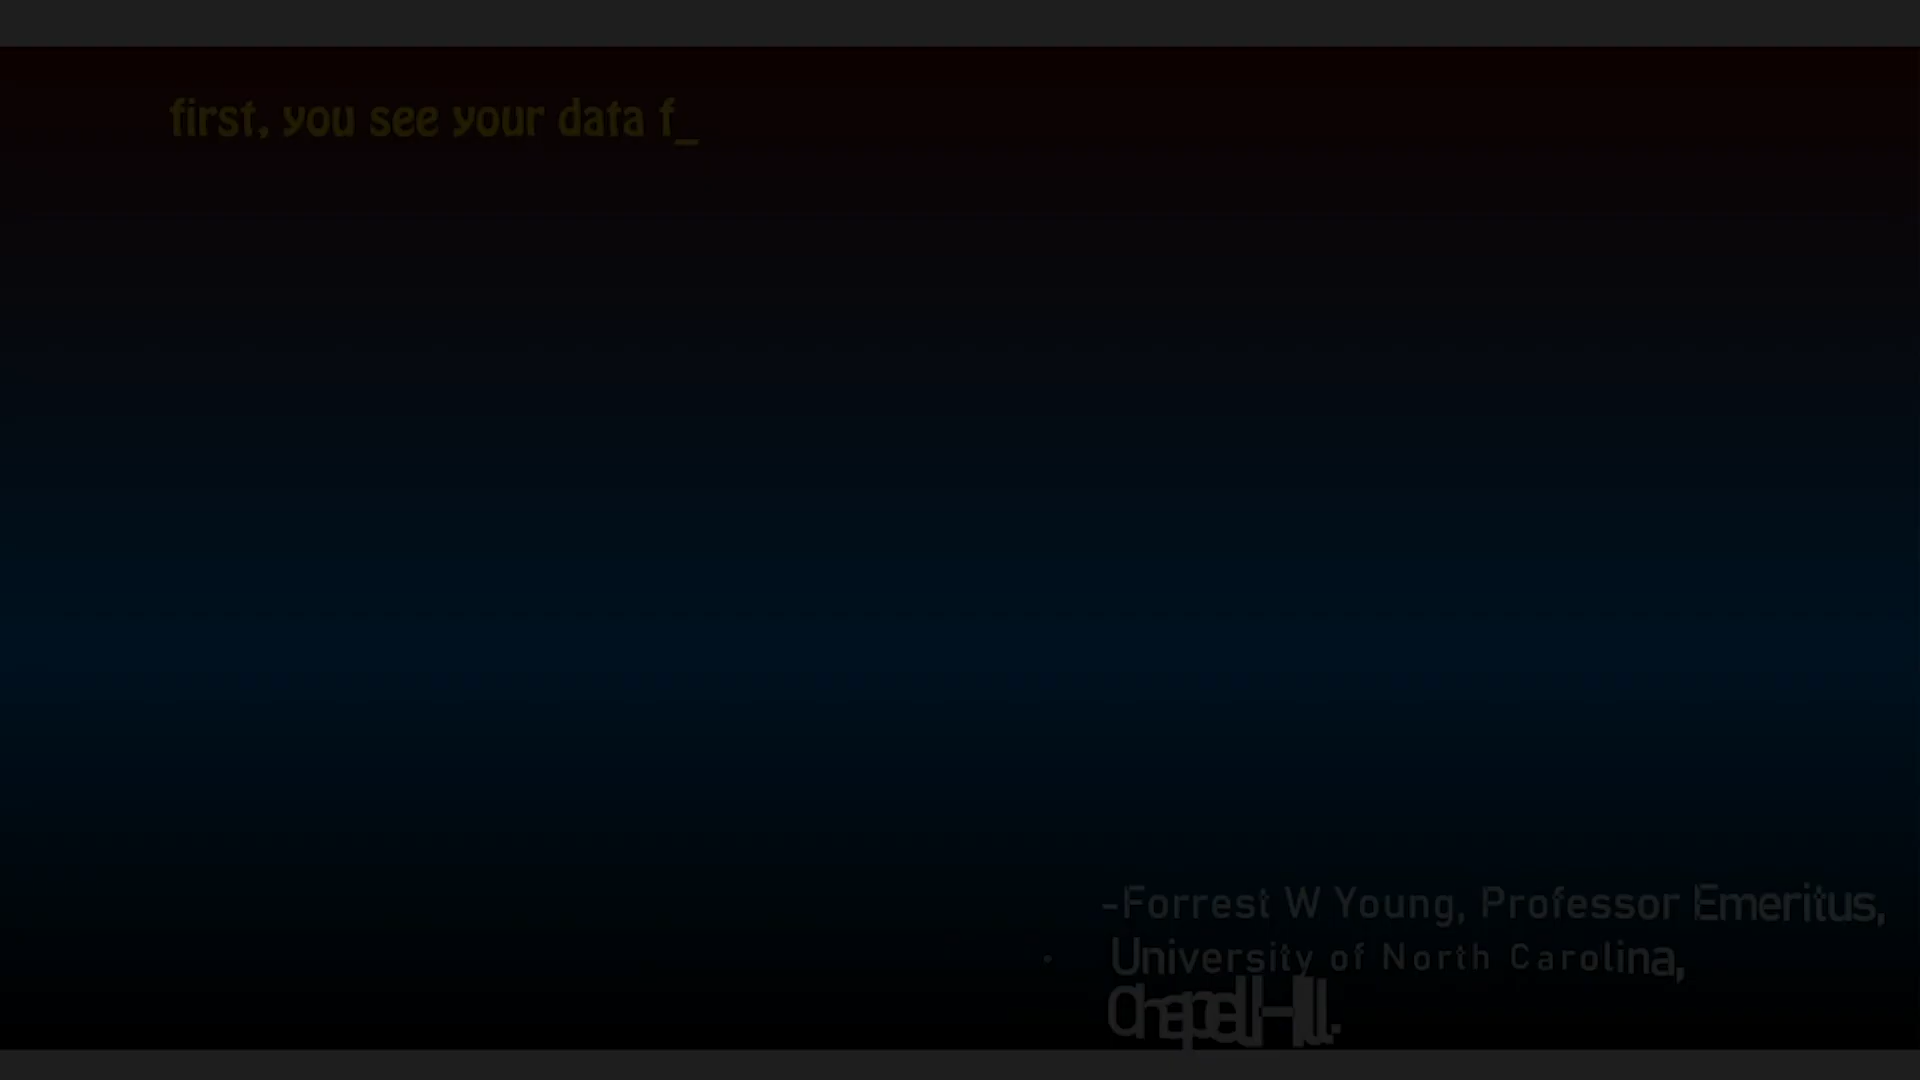 first, you see your data f_
-Forrest W Young, Professor Emeritus,
University of North Carolina,
Chapel Hill.